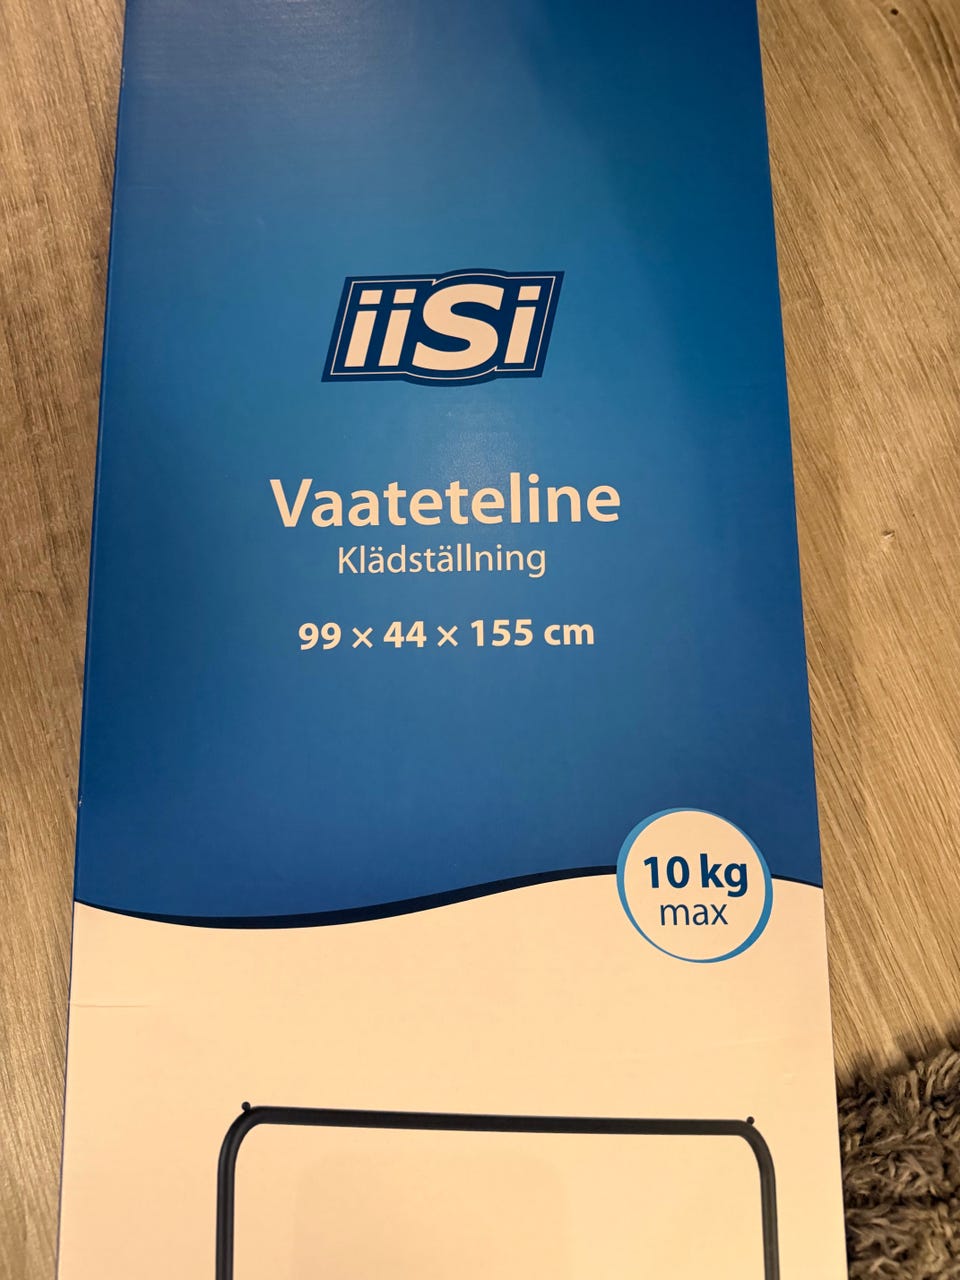 iiSi
Vaateteline
Klädställning
99 × 44 × 155 cm
10 kg
max